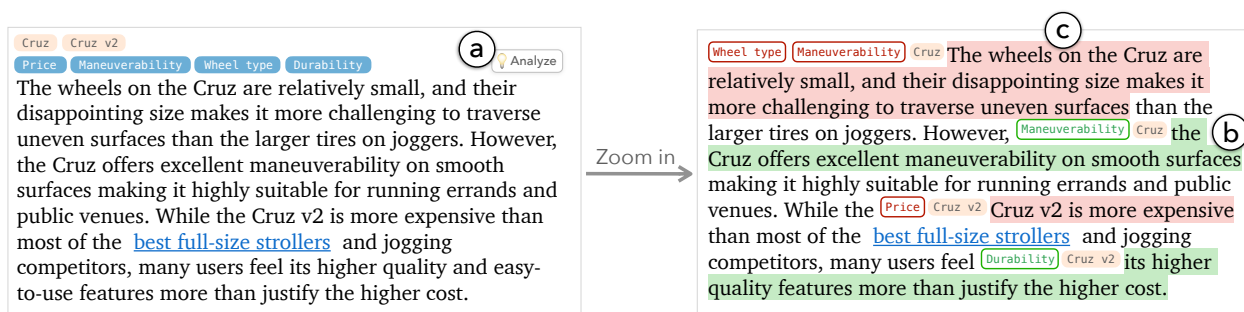 Cruz Cruz v2
a
Price Maneuverability Wheel type Durability
💡 Analyze
The wheels on the Cruz are relatively small, and their
disappointing size makes it more challenging to traverse
uneven surfaces than the larger tires on joggers. However,
the Cruz offers excellent maneuverability on smooth
surfaces making it highly suitable for running errands and
public venues. While the Cruz v2 is more expensive than
most of the best full-size strollers and jogging
competitors, many users feel its higher quality and easy-
to-use features more than justify the higher cost.
Zoom in
c
Wheel type Maneuverability Cruz The wheels on the Cruz are
relatively small, and their disappointing size makes it
more challenging to traverse uneven surfaces than the
larger tires on joggers. However, Maneuverability Cruz the
b
Cruz offers excellent maneuverability on smooth surfaces
making it highly suitable for running errands and public
venues. While the Price Cruz v2 Cruz v2 is more expensive
than most of the best full-size strollers and jogging
competitors, many users feel Durability Cruz v2 its higher
quality features more than justify the higher cost.